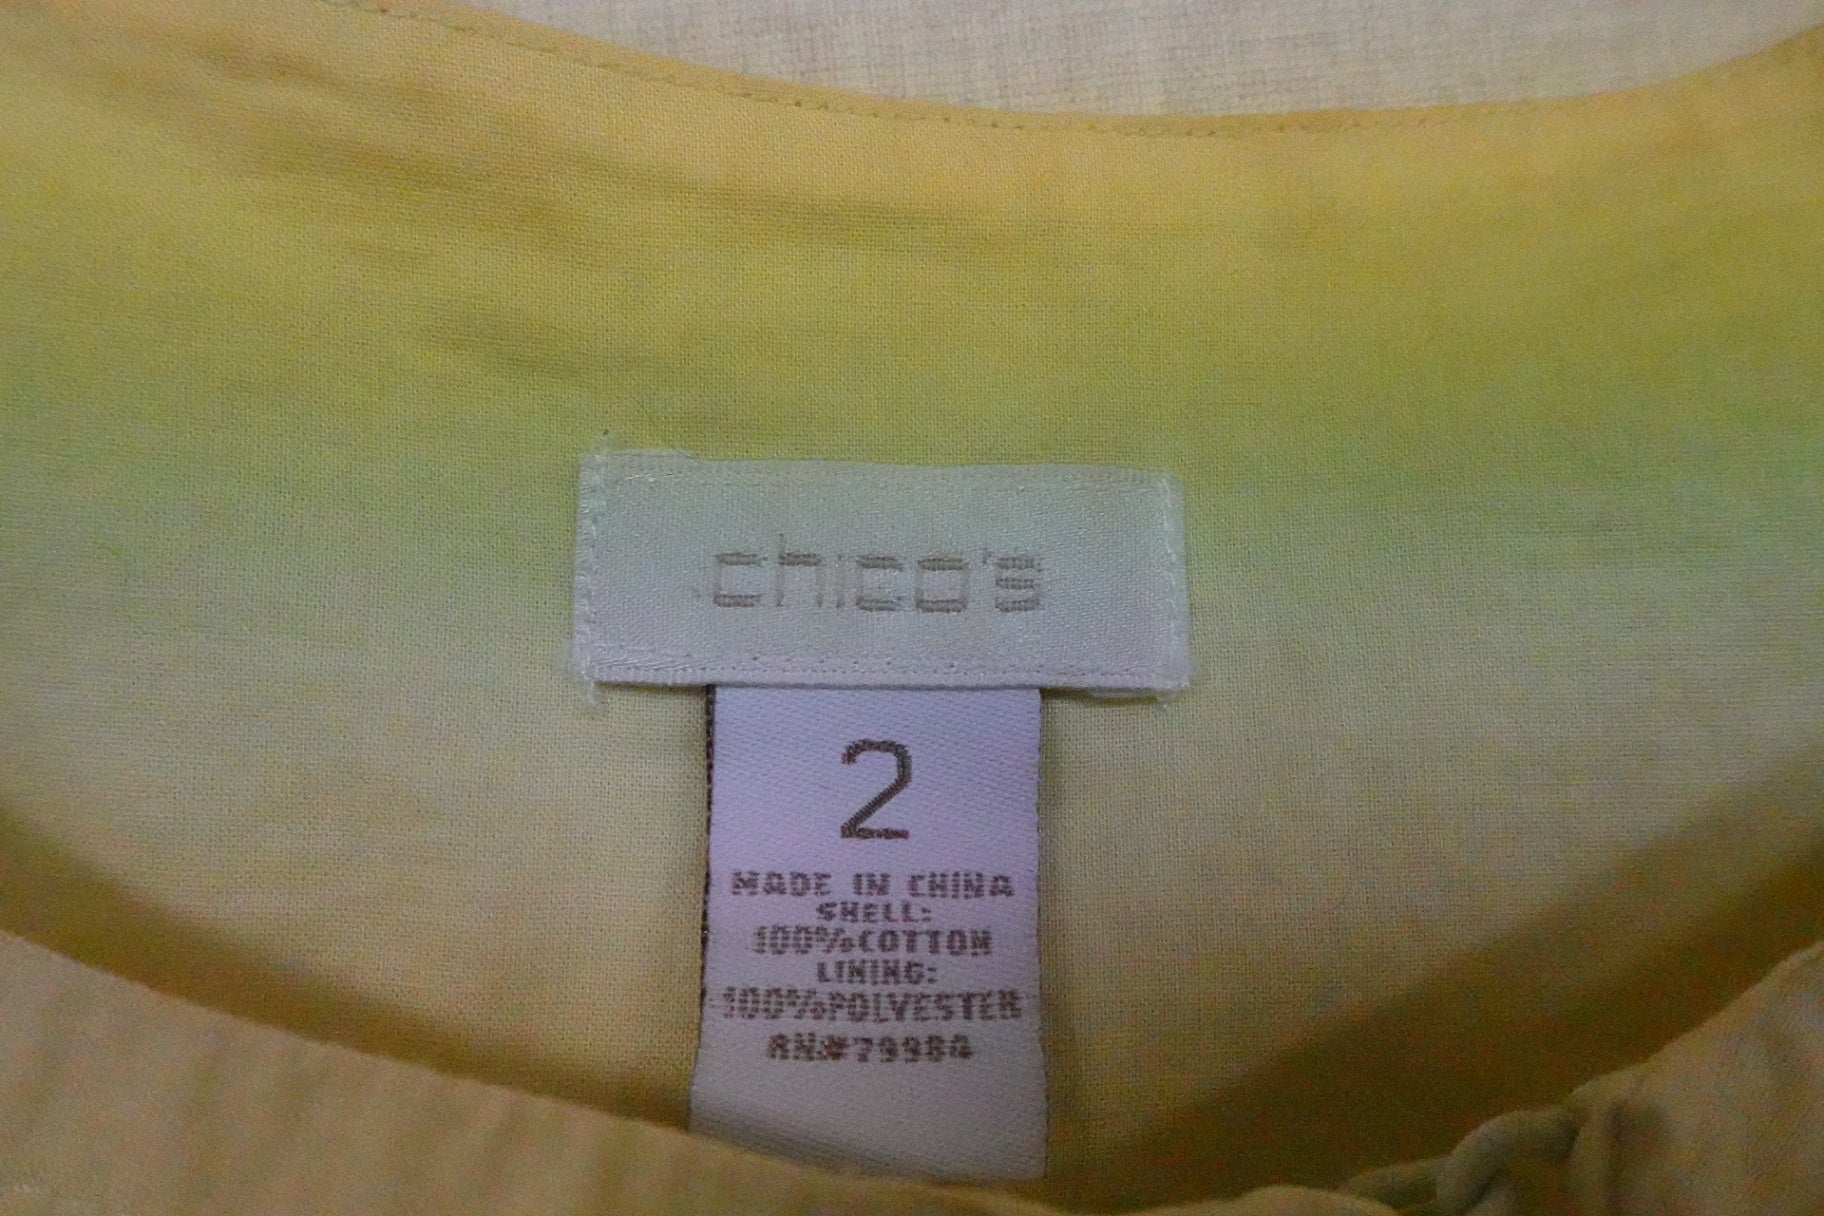 chico's
2
MADE IN CHINA
SHELL:
100%COTTON
LINING:
100%POLYESTER
RN#79984